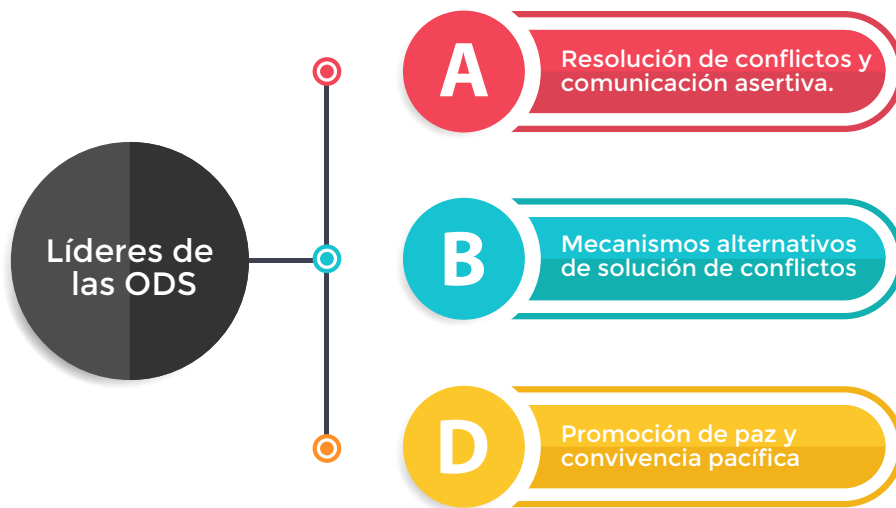 Líderes de
las ODS
A
Resolución de conflictos y
comunicación asertiva.
B
Mecanismos alternativos
de solución de conflictos
D
Promoción de paz y
convivencia pacífica